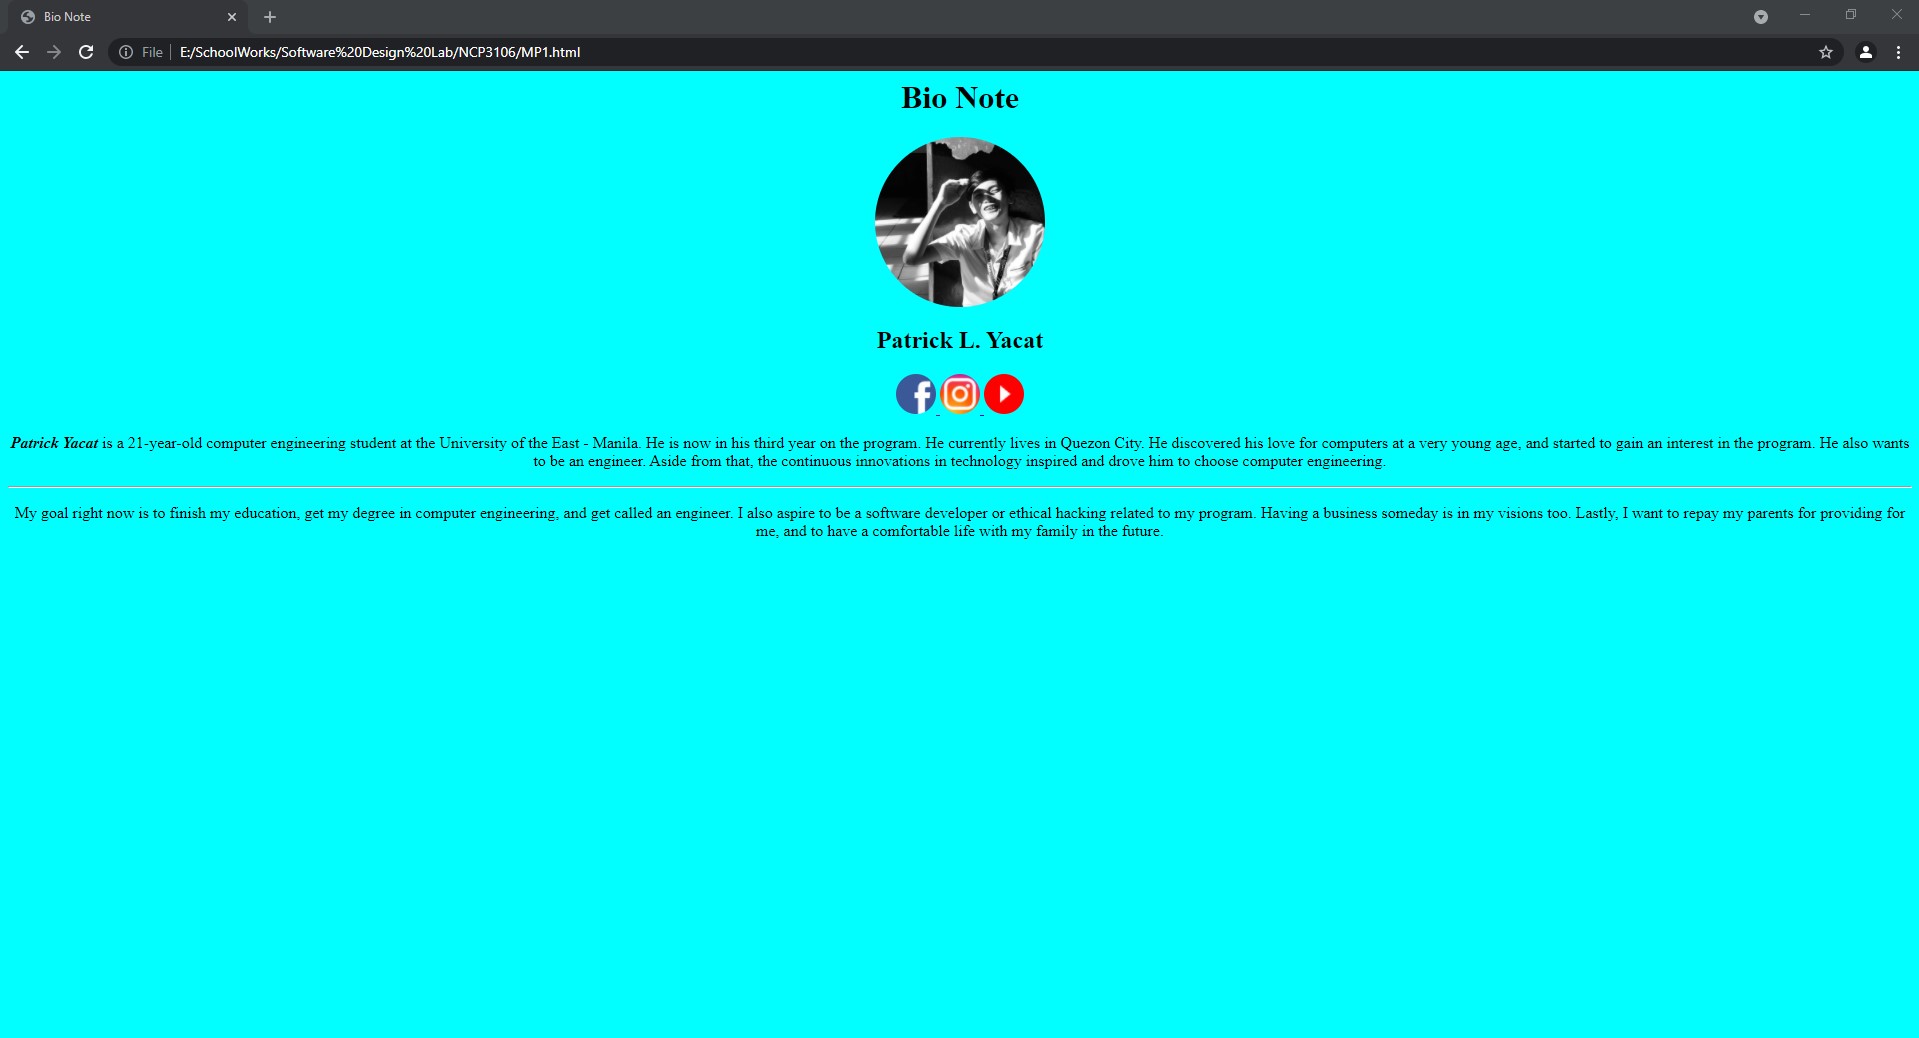 Bio Note
File
E:/SchoolWorks/Software%20Design%20Lab/NCP3106/MP1.html
Bio Note
Patrick L. Yacat
Patrick Yacat is a 21-year-old computer engineering student at the University of the East - Manila. He is now in his third year on the program. He currently lives in Quezon City. He discovered his love for computers at a very young age, and started to gain an interest in the program. He also wants
to be an engineer. Aside from that, the continuous innovations in technology inspired and drove him to choose computer engineering.
My goal right now is to finish my education, get my degree in computer engineering, and get called an engineer. I also aspire to be a software developer or ethical hacking related to my program. Having a business someday is in my visions too. Lastly, I want to repay my parents for providing for
me, and to have a comfortable life with my family in the future.